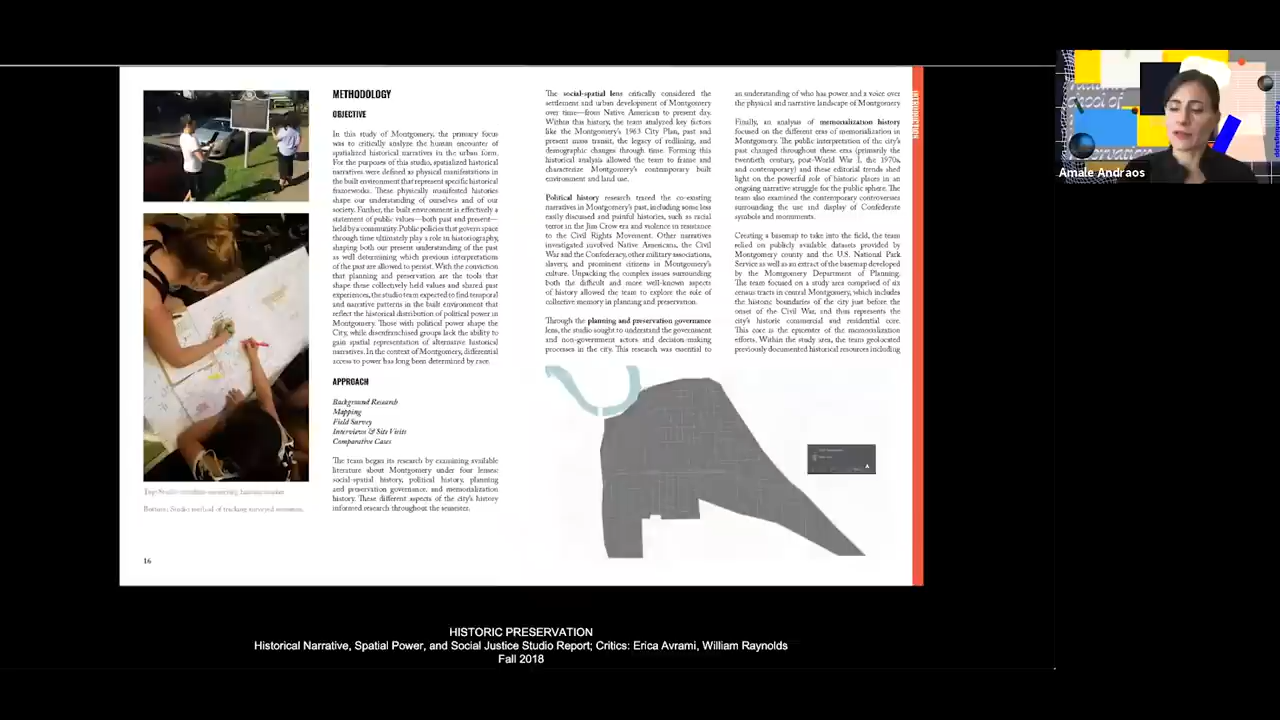 METHODOLOGY
OBJECTIVE
In this study of Montgomery, the primary focus
was to critically analyze the human encounter of
spatialized historical narratives in the urban form.
For the purposes of this studio, spatialized historical
narratives were defined as physical manifestations in
the built environment that represent specific historical
frameworks. These physically manifested histories
shape our understanding of ourselves and of our
society. Further, the built environment is effectively a
statement of public values—both past and present—
held by a community. Public policies that govern space
through time ultimately play a role in historiography,
shaping both our present understanding of the past
as well determining which previous interpretations
of the past are allowed to persist. With the conviction
that planning and preservation are the tools that
shape these collectively held values and shared past
experiences, the studio team expected to find temporal
and narrative patterns in the built environment that
reflect the historical distribution of political power in
Montgomery. Those with political power shape the
City, while disenfranchised groups lack the ability to
gain spatial representation of alternative historical
narratives. In the context of Montgomery, differential
access to power has long been determined by race.
APPROACH
Background Research
Mapping
Field Survey
Interviews & Site Visits
Comparative Cases
The team began its research by examining available
literature about Montgomery under four lenses:
social-spatial history, political history, planning
and preservation governance, and memorialization
history. These different aspects of the city's history
informed research throughout the semester.
16
The social-spatial lens critically considered the
settlement and urban development of Montgomery
over time—from Native American to present day.
Within this history, the team analyzed key factors
like the Montgomery's 1963 City Plan, past and
present mass transit, the legacy of redlining, and
demographic changes through time. Forming this
historical analysis allowed the team to frame and
characterize Montgomery's contemporary built
environment and land use.
Political history research traced the co-existing
narratives in Montgomery's past, including some less
easily discussed and painful histories, such as racial
terror in the Jim Crow era and violence in resistance
to the Civil Rights Movement. Other narratives
investigated involved Native Americans, the Civil
War and the Confederacy, other military associations,
slavery, and prominent citizens in Montgomery's
culture. Unpacking the complex issues surrounding
both the difficult and more well-known aspects
of history allowed the team to explore the role of
collective memory in planning and preservation.
Through the planning and preservation governance
lens, the studio sought to understand the government
and non-government actors and decision-making
processes in the city. This research was essential to
an understanding of who has power and a voice over
the physical and narrative landscape of Montgomery
Finally, an analysis of memorialization history
focused on the different eras of memorialization in
Montgomery. The public interpretation of the city's
past changed throughout these eras (primarily the
twentieth century, post-World War I, the 1970s,
and contemporary) and these editorial trends shed
light on the powerful role of historic places in an
ongoing narrative struggle for the public sphere. The
team also examined the contemporary controversies
surrounding the use and display of Confederate
symbols and monuments.
Creating a basemap to take into the field, the team
relied on publicly available datasets provided by
Montgomery county and the U.S. National Park
Service as well as an extract of the basemap developed
by the Montgomery Department of Planning.
The team focused on a study area comprised of six
census tracts in central Montgomery, which includes
the historic boundaries of the city just before the
onset of the Civil War, and thus represents the
city's historic commercial and residential core.
This core is the epicenter of the memorialization
efforts. Within the study area, the team geolocated
previously documented historical resources including
INTRODUCTION
HISTORIC PRESERVATION
Historical Narrative, Spatial Power, and Social Justice Studio Report; Critics: Erica Avrami, William Raynolds
Fall 2018
Amale Andraos